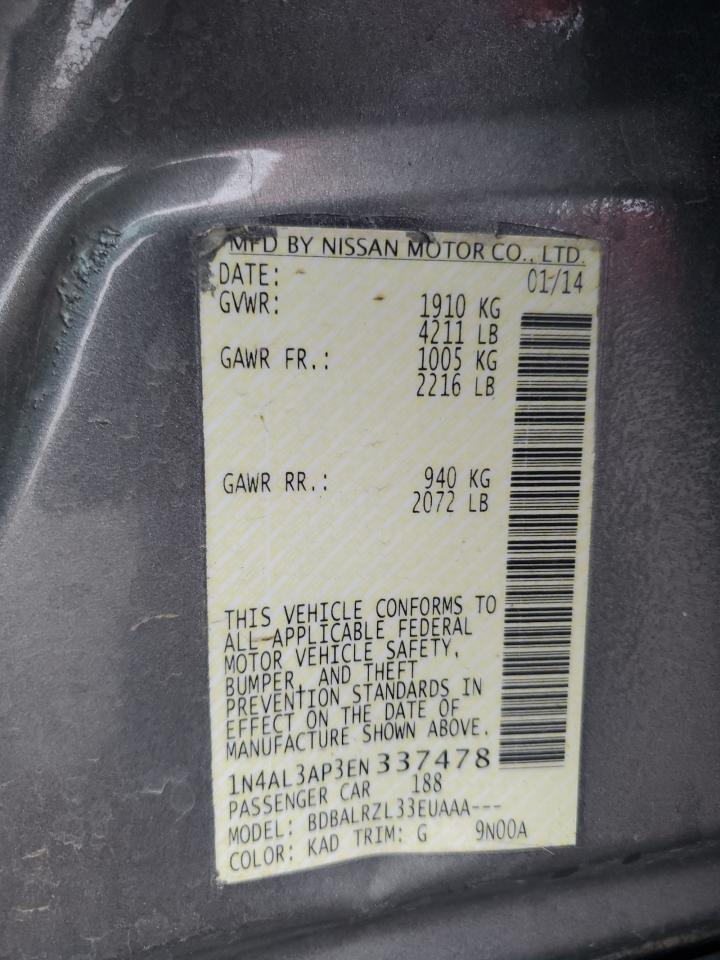 MFD BY NISSAN MOTOR CO., LTD.
DATE: 01/14
GVWR: 1910 KG
4211 LB
GAWR FR.: 1005 KG
2216 LB
GAWR RR.: 940 KG
2072 LB
THIS VEHICLE CONFORMS TO
ALL APPLICABLE FEDERAL
MOTOR VEHICLE SAFETY,
BUMPER, AND THEFT
PREVENTION STANDARDS IN
EFFECT ON THE DATE OF
MANUFACTURE SHOWN ABOVE.
1N4AL3AP3EN 337478
PASSENGER CAR 188
MODEL: BDBALRZL33EUAAA---
COLOR: KAD TRIM: G 9N00A